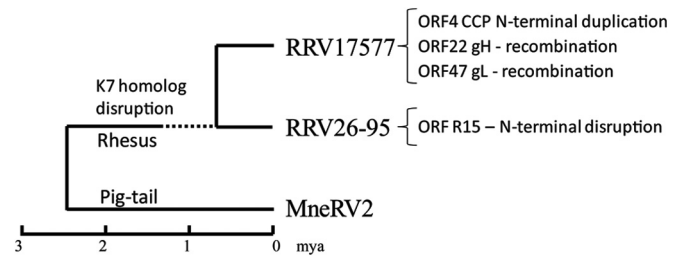 ORF4 CCP N-terminal duplication
RRV17577
ORF22 gH - recombination
ORF47 gL - recombination
K7 homolog
disruption
RRV26-95
ORF R15 – N-terminal disruption
Rhesus
Pig-tail
MneRV2
3 2 1 0 mya